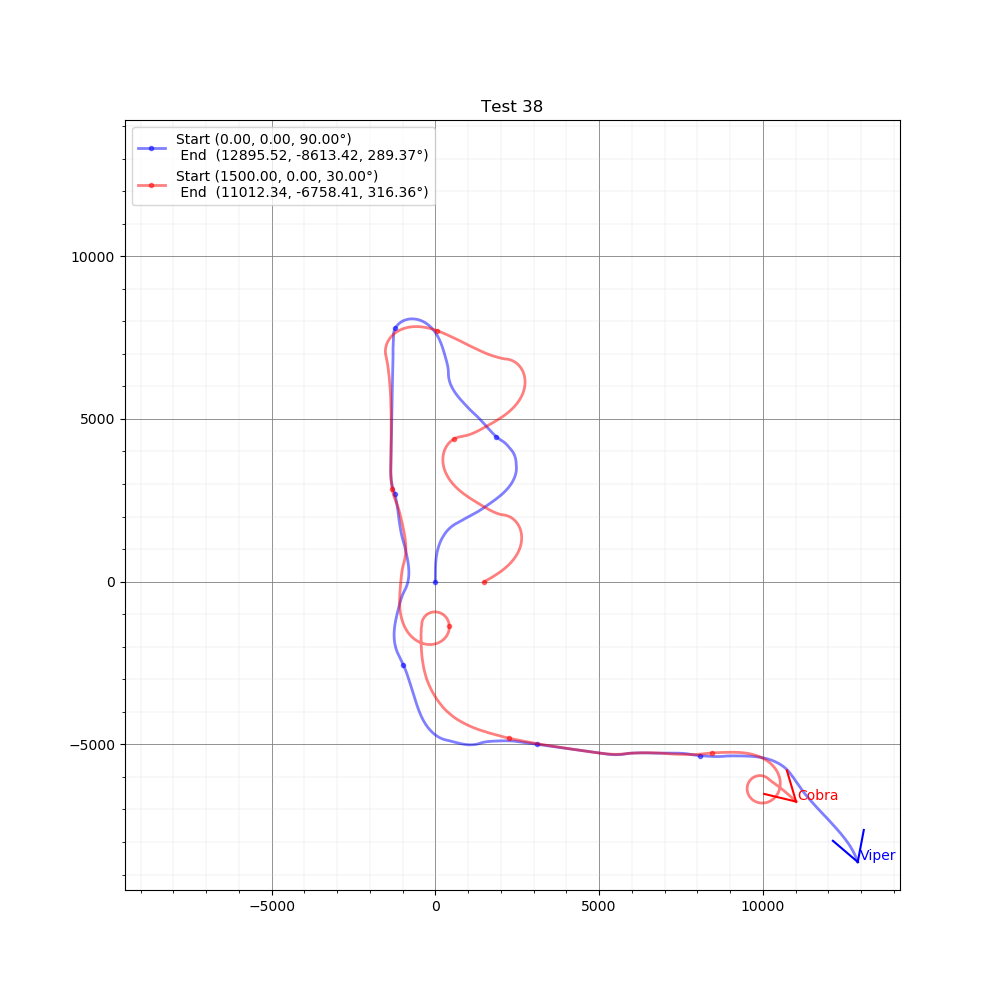 Test 38
Start (0.00, 0.00, 90.00°)
End (12895.52, -8613.42, 289.37°)
Start (1500.00, 0.00, 30.00°)
End (11012.34, -6758.41, 316.36°)
10000
5000
0
−5000
Cobra
Viper
−5000
0
5000
10000